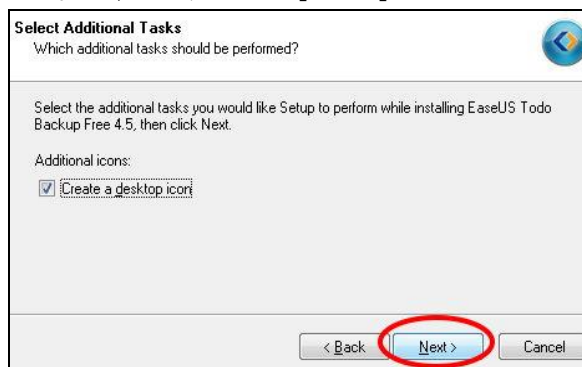 Select Additional Tasks
Which additional tasks should be performed?
Select the additional tasks you would like Setup to perform while installing EaseUS Todo
Backup Free 4.5, then click Next.
Additional icons:
Create a desktop icon
< Back Next > Cancel